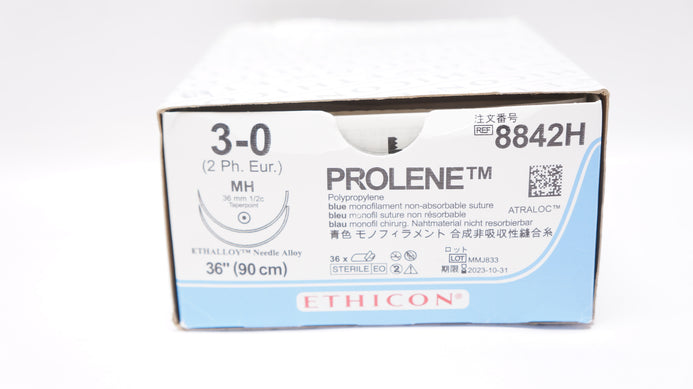 3-0
(2 Ph. Eur.)
MH
36 mm 1/2c
Taperpoint
ETHALLOY™ Needle Alloy
36" (90 cm)
注文番号
REF 8842H
PROLENE™
Polypropylene
blue monofilament non-absorbable suture
bleu monofil suture non résorbable
blau monofil chirurg. Nahtmaterial nicht resorbierbar
青色 モノフィラメント 合成非吸収性縫合糸
ATRALOC™
36 x
STERILE EO
ロット
LOT MMJ833
期限 2023-10-31
ETHICON®